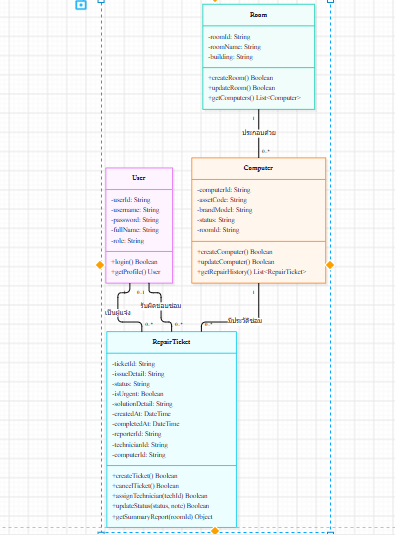 Room
-roomId: String
-roomName: String
-building: String
+createRoom() Boolean
+updateRoom() Boolean
+getComputers() List<Computer>
1
ประกอบด้วย
0..*
Computer
-computerId: String
-assetCode: String
-brandModel: String
-status: String
-roomId: String
+createComputer() Boolean
+updateComputer() Boolean
+getRepairHistory() List<RepairTicket>
User
-userId: String
-username: String
-password: String
-fullName: String
-role: String
+login() Boolean
+getProfile() User
1
0..1
1
เป็นผู้แจ้ง
รับผิดชอบซ่อม
มีประวัติซ่อม
0..*
0..*
0..*
RepairTicket
-ticketId: String
-issueDetail: String
-status: String
-isUrgent: Boolean
-solutionDetail: String
-createdAt: DateTime
-completedAt: DateTime
-reporterId: String
-technicianId: String
-computerId: String
+createTicket() Boolean
+cancelTicket() Boolean
+assignTechnician(techId) Boolean
+updateStatus(status, note) Boolean
+getSummaryReport(roomId) Object